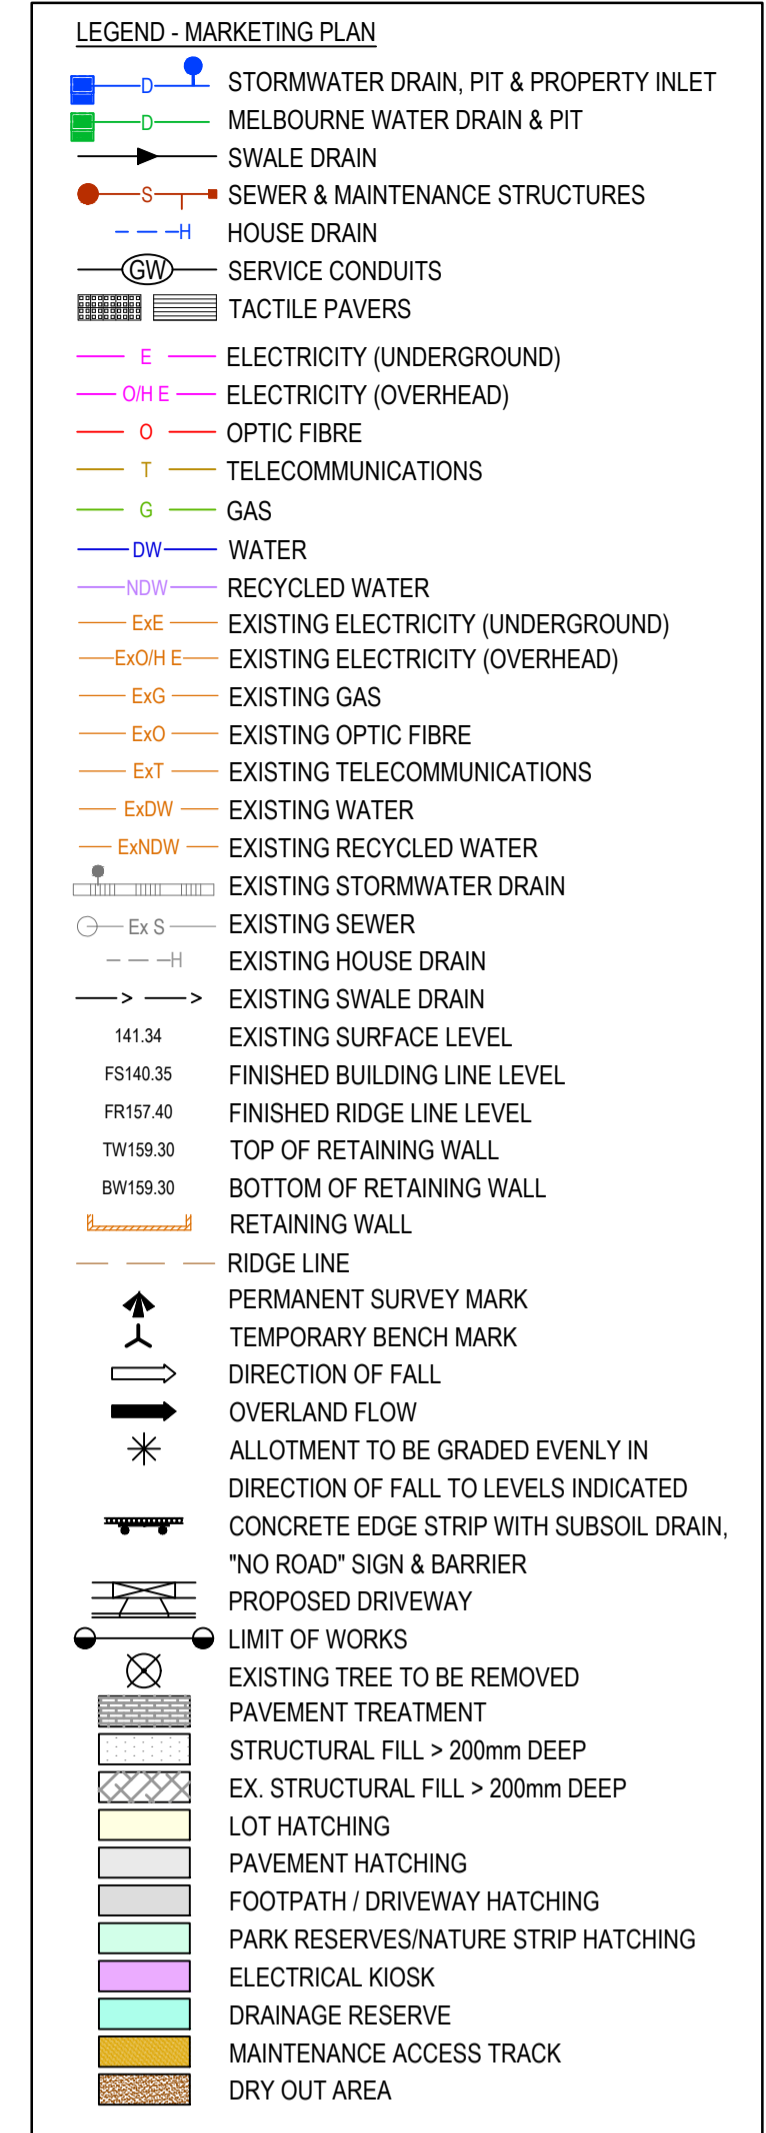 LEGEND - MARKETING PLAN
D STORMWATER DRAIN, PIT & PROPERTY INLET
D MELBOURNE WATER DRAIN & PIT
SWALE DRAIN
S SEWER & MAINTENANCE STRUCTURES
H HOUSE DRAIN
GW SERVICE CONDUITS
TACTILE PAVERS
E ELECTRICITY (UNDERGROUND)
O/H E ELECTRICITY (OVERHEAD)
O OPTIC FIBRE
T TELECOMMUNICATIONS
G GAS
DW WATER
NDW RECYCLED WATER
ExE EXISTING ELECTRICITY (UNDERGROUND)
ExO/H E EXISTING ELECTRICITY (OVERHEAD)
ExG EXISTING GAS
ExO EXISTING OPTIC FIBRE
ExT EXISTING TELECOMMUNICATIONS
ExDW EXISTING WATER
ExNDW EXISTING RECYCLED WATER
EXISTING STORMWATER DRAIN
Ex S EXISTING SEWER
H EXISTING HOUSE DRAIN
EXISTING SWALE DRAIN
141.34 EXISTING SURFACE LEVEL
FS140.35 FINISHED BUILDING LINE LEVEL
FR157.40 FINISHED RIDGE LINE LEVEL
TW159.30 TOP OF RETAINING WALL
BW159.30 BOTTOM OF RETAINING WALL
RETAINING WALL
RIDGE LINE
PERMANENT SURVEY MARK
TEMPORARY BENCH MARK
DIRECTION OF FALL
OVERLAND FLOW
ALLOTMENT TO BE GRADED EVENLY IN
DIRECTION OF FALL TO LEVELS INDICATED
CONCRETE EDGE STRIP WITH SUBSOIL DRAIN,
"NO ROAD" SIGN & BARRIER
PROPOSED DRIVEWAY
LIMIT OF WORKS
EXISTING TREE TO BE REMOVED
PAVEMENT TREATMENT
STRUCTURAL FILL > 200mm DEEP
EX. STRUCTURAL FILL > 200mm DEEP
LOT HATCHING
PAVEMENT HATCHING
FOOTPATH / DRIVEWAY HATCHING
PARK RESERVES/NATURE STRIP HATCHING
ELECTRICAL KIOSK
DRAINAGE RESERVE
MAINTENANCE ACCESS TRACK
DRY OUT AREA